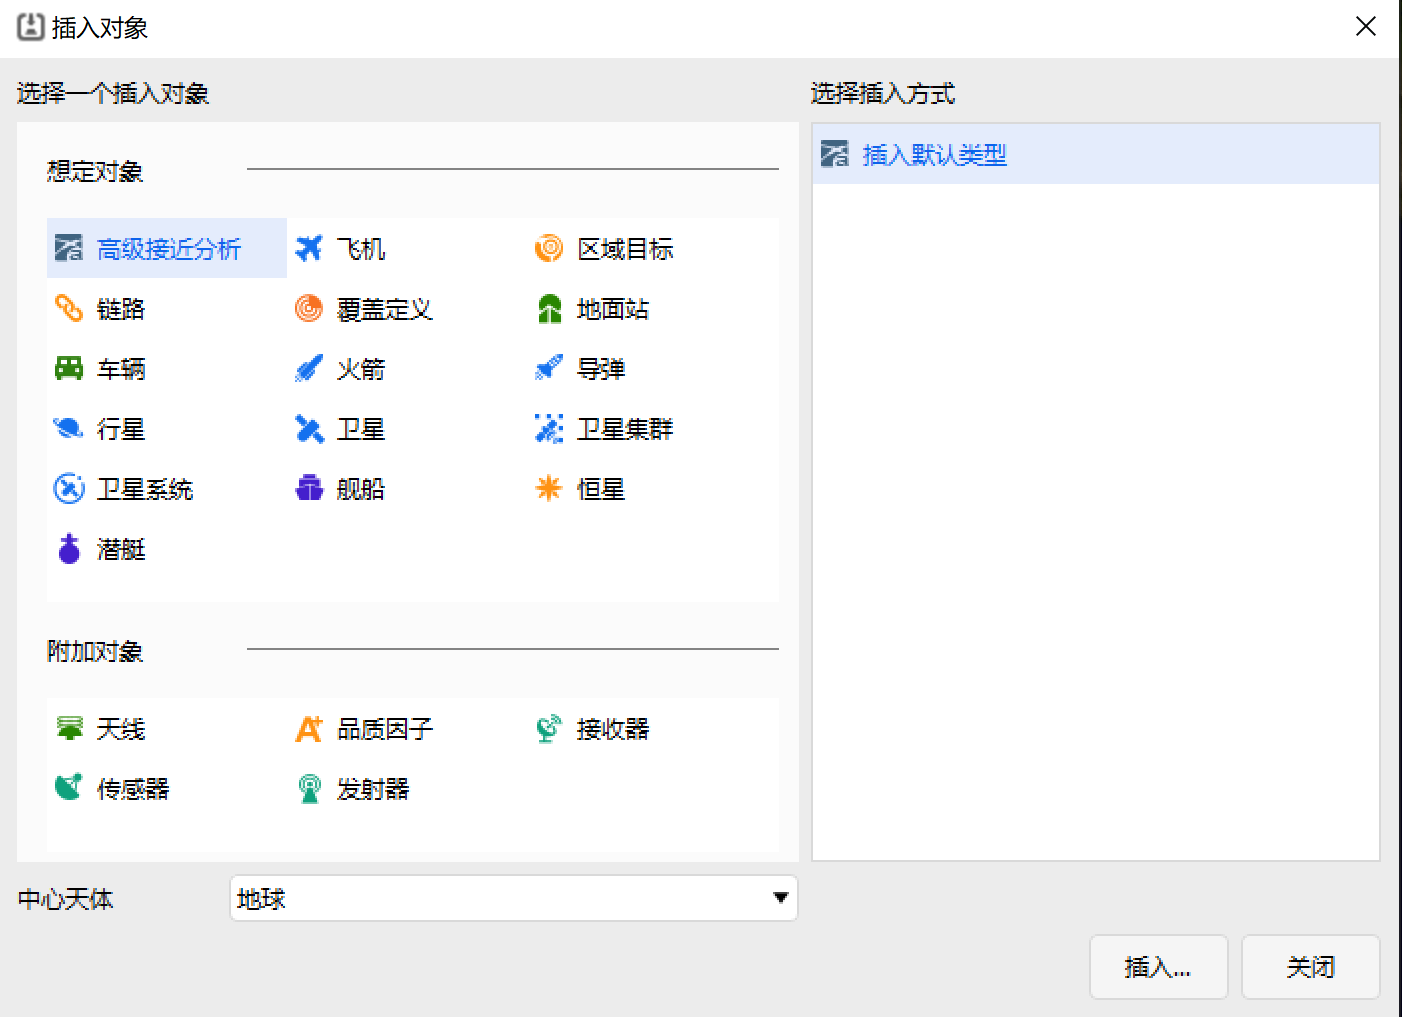 插入对象
选择一个插入对象
选择插入方式
想定对象
插入默认类型
高级接近分析 飞机 区域目标
链路 覆盖定义 地面站
车辆 火箭 导弹
行星 卫星 卫星集群
卫星系统 舰船 恒星
潜艇
附加对象
天线 品质因子 接收器
传感器 发射器
中心天体 地球
插入... 关闭